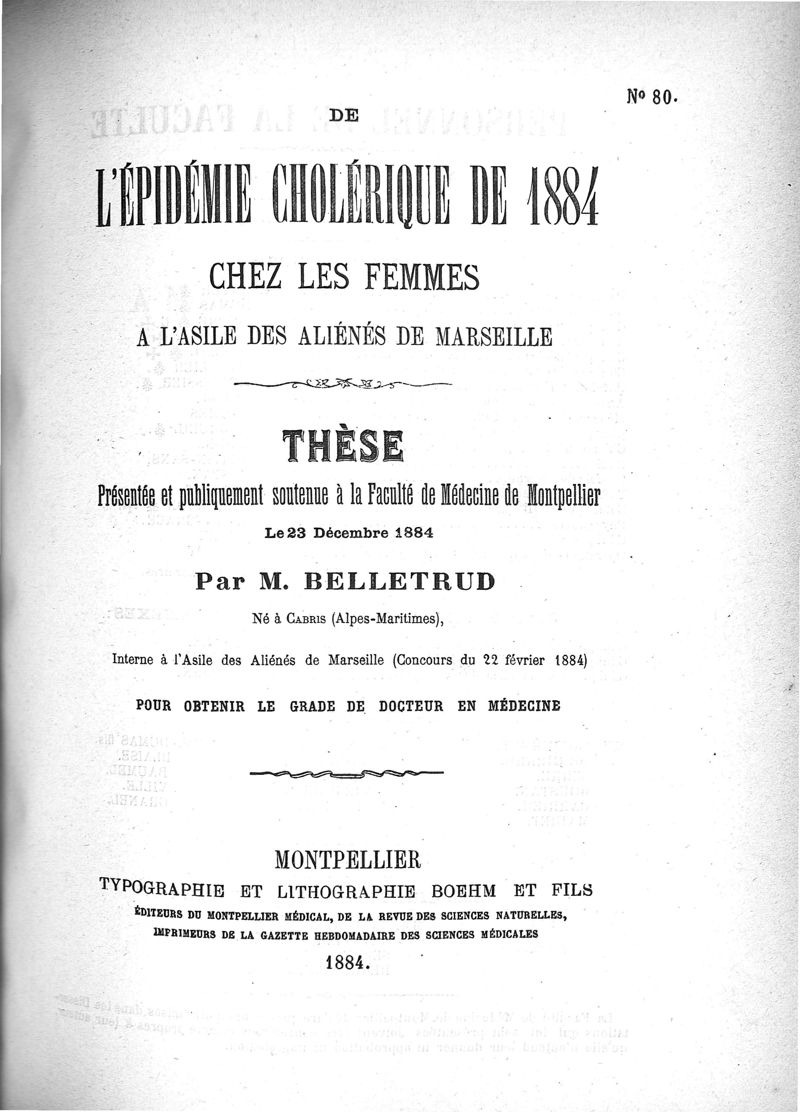 No 80.
DE
L'ÉPIDÉMIE CHOLÉRIQUE DE 1884
CHEZ LES FEMMES
A L'ASILE DES ALIÉNÉS DE MARSEILLE
THÈSE
Présentée et publiquement soutenue à la Faculté de Médecine de Montpellier
Le 23 Décembre 1884
Par M. BELLETRUD
Né à CABRIS (Alpes-Maritimes),
Interne à l'Asile des Aliénés de Marseille (Concours du 22 février 1884)
POUR OBTENIR LE GRADE DE DOCTEUR EN MÉDECINE
MONTPELLIER
TYPOGRAPHIE ET LITHOGRAPHIE BOEHM ET FILS
ÉDITEURS DU MONTPELLIER MÉDICAL, DE LA REVUE DES SCIENCES NATURELLES,
IMPRIMEURS DE LA GAZETTE HEBDOMADAIRE DES SCIENCES MÉDICALES
1884.